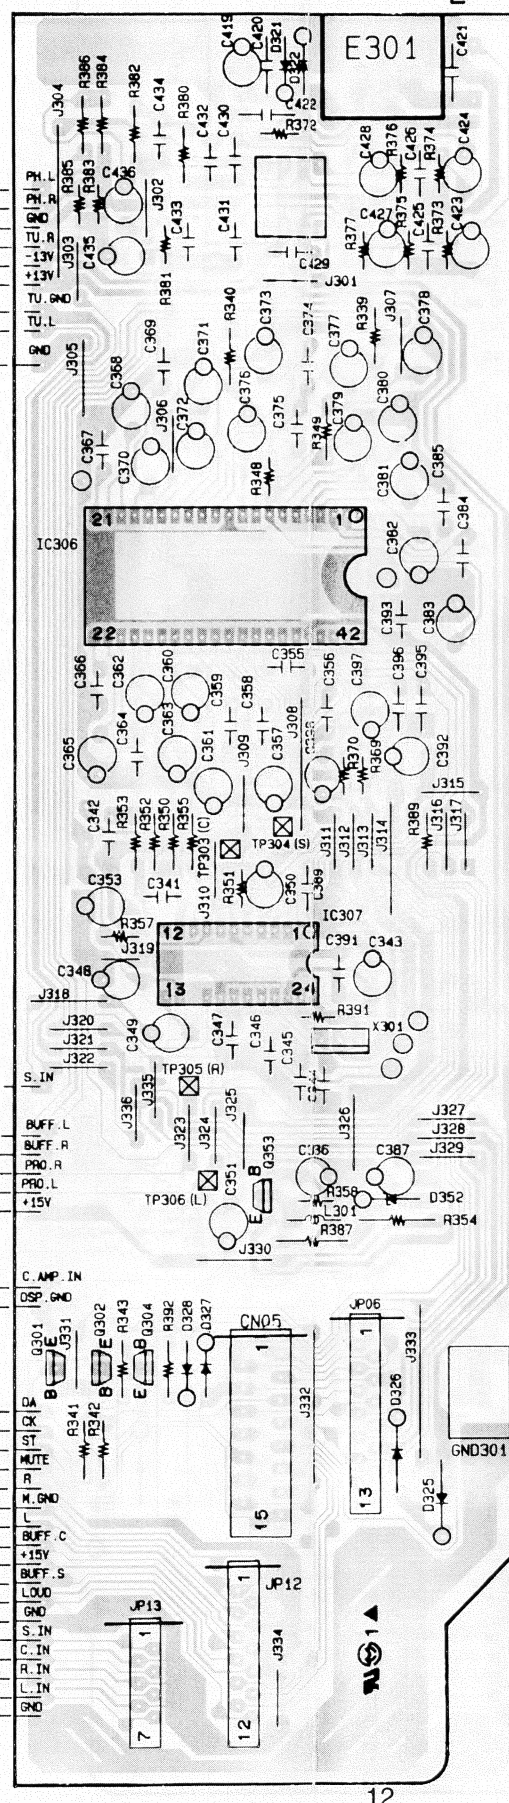 C419
C420
D321
D322
E301
C421
J304
R386
R384
R382
C434
R380
C432
C430
C422
R372
C428
R376
C426
R374
C424
PH.L
PH.R
GND
TU.R
-13V
+13V
TU.GND
TU.L
GND
R385
R383
C436
J302
C433
C431
C427
R375
C425
R373
C423
J303
C435
R381
R377
C429
J301
R340
C373
C374
C377
R339
J307
C378
J305
C369
C371
C368
C376
C380
J306
C372
C375
R349
C379
C367
C370
R348
C381
C385
C384
IC306
21
1
22
42
C382
C393
C383
C355
C366
C362
C360
C359
C358
C356
C397
C396
C395
C364
C363
J308
C365
C361
J309
C357
R370
R369
C392
J315
C342
R353
R352
R350
R355
TP303 (C)
TP304 (S)
J311
J312
J313
J314
R389
J316
J317
C353
C341
J310
R351
C350
C389
R357
IC307
12
1
13
24
J319
C348
C391
C343
J318
R391
J320
J321
J322
C349
C347
C346
C345
X301
TP305 (R)
S.IN
J336
J335
J323
J324
J325
J326
J327
J328
J329
BUFF.L
BUFF.R
PRO.R
PRO.L
+15V
C351
B
Q353
E
C336
C387
R358
D352
TP306 (L)
L301
R354
R387
J330
C.AMP.IN
DSP.GND
Q301
E
B
J331
Q302
E
B
R343
Q304
B
E
R392
D328
D327
CN05
1
15
JP06
1
13
J332
J333
D326
GND301
D325
R341
R342
DA
CK
ST
MUTE
R
M.GND
L
BUFF.C
+15V
BUFF.S
LOUD
GND
S.IN
C.IN
R.IN
L.IN
GND
JP13
1
7
JP12
1
12
J334
1
12